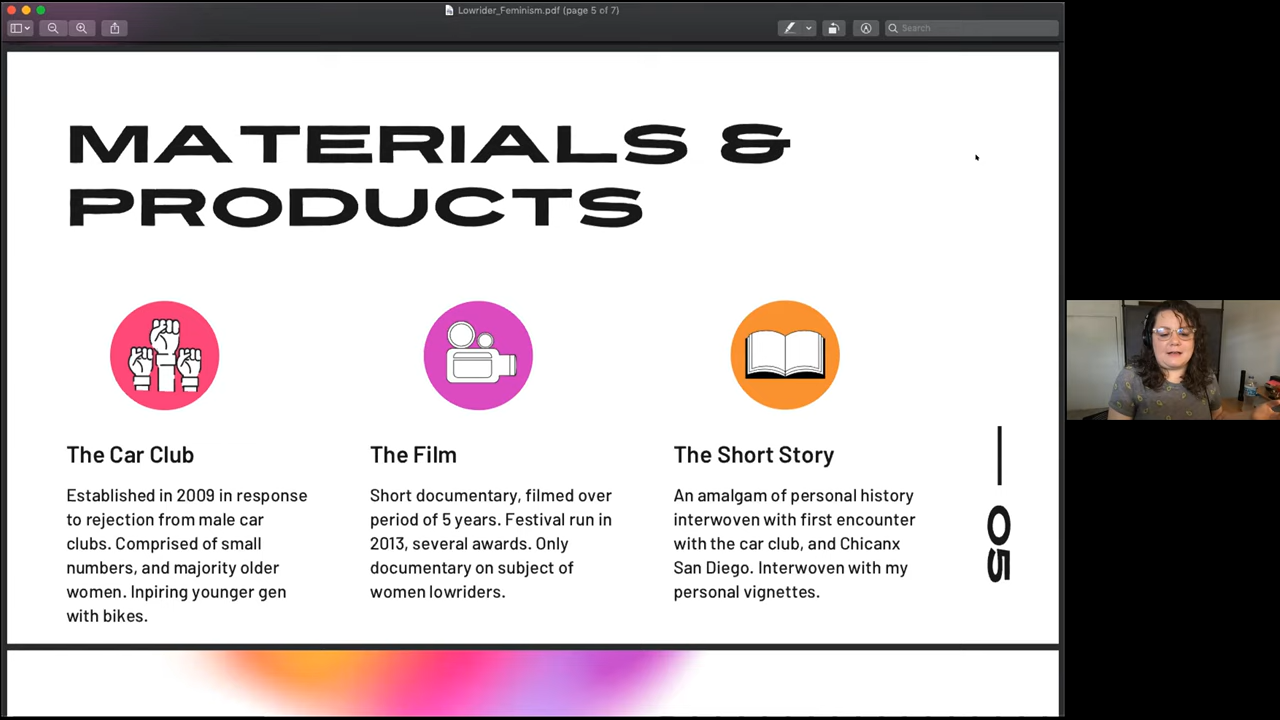 Lowrider_Feminism.pdf (page 5 of 7)
Search
MATERIALS &
PRODUCTS
The Car Club
Established in 2009 in response
to rejection from male car
clubs. Comprised of small
numbers, and majority older
women. Inpiring younger gen
with bikes.
The Film
Short documentary, filmed over
period of 5 years. Festival run in
2013, several awards. Only
documentary on subject of
women lowriders.
The Short Story
An amalgam of personal history
interwoven with first encounter
with the car club, and Chicanx
San Diego. Interwoven with my
personal vignettes.
05